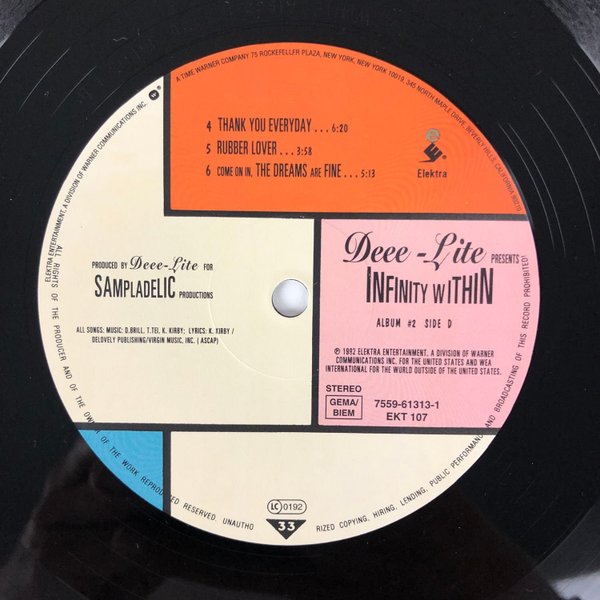 A TIME WARNER COMPANY 75 ROCKEFELLER PLAZA, NEW YORK, NEW YORK 10019, 345 NORTH MAPLE DRIVE, BEVERLY HILLS, CALIFORNIA 90210
4 THANK YOU EVERYDAY . . . 6:20
5 RUBBER LOVER . . . 3:58
6 COME ON IN, THE DREAMS ARE FINE . . . 5:13
Elektra
Deee-Lite PRESENTS
INFINITY WITHIN
ALBUM #2 SIDE D
PRODUCED BY Deee-Lite FOR
SAMPLADELIC PRODUCTIONS
ALL SONGS: MUSIC: D.BRILL, T.TEI, K. KIRBY; LYRICS: K. KIRBY /
DELOVELY PUBLISHING/VIRGIN MUSIC, INC. ( ASCAP)
℗ 1992 ELEKTRA ENTERTAINMENT, A DIVISION OF WARNER
COMMUNICATIONS INC. FOR THE UNITED STATES AND WEA
INTERNATIONAL FOR THE WORLD OUTSIDE OF THE UNITED STATES.
STEREO
GEMA/
BIEM
7559-61313-1
EKT 107
LC 0192
33
ELEKTRA ENTERTAINMENT, A DIVISION OF WARNER COMMUNICATIONS INC.
ALL RIGHTS OF THE PRODUCER AND OF THE OWNER OF THE WORK REPRODUCED RESERVED. UNAUTHO RIZED COPYING, HIRING, LENDING, PUBLIC PERFORMANCE AND BROADCASTING OF THIS RECORD PROHIBITED!